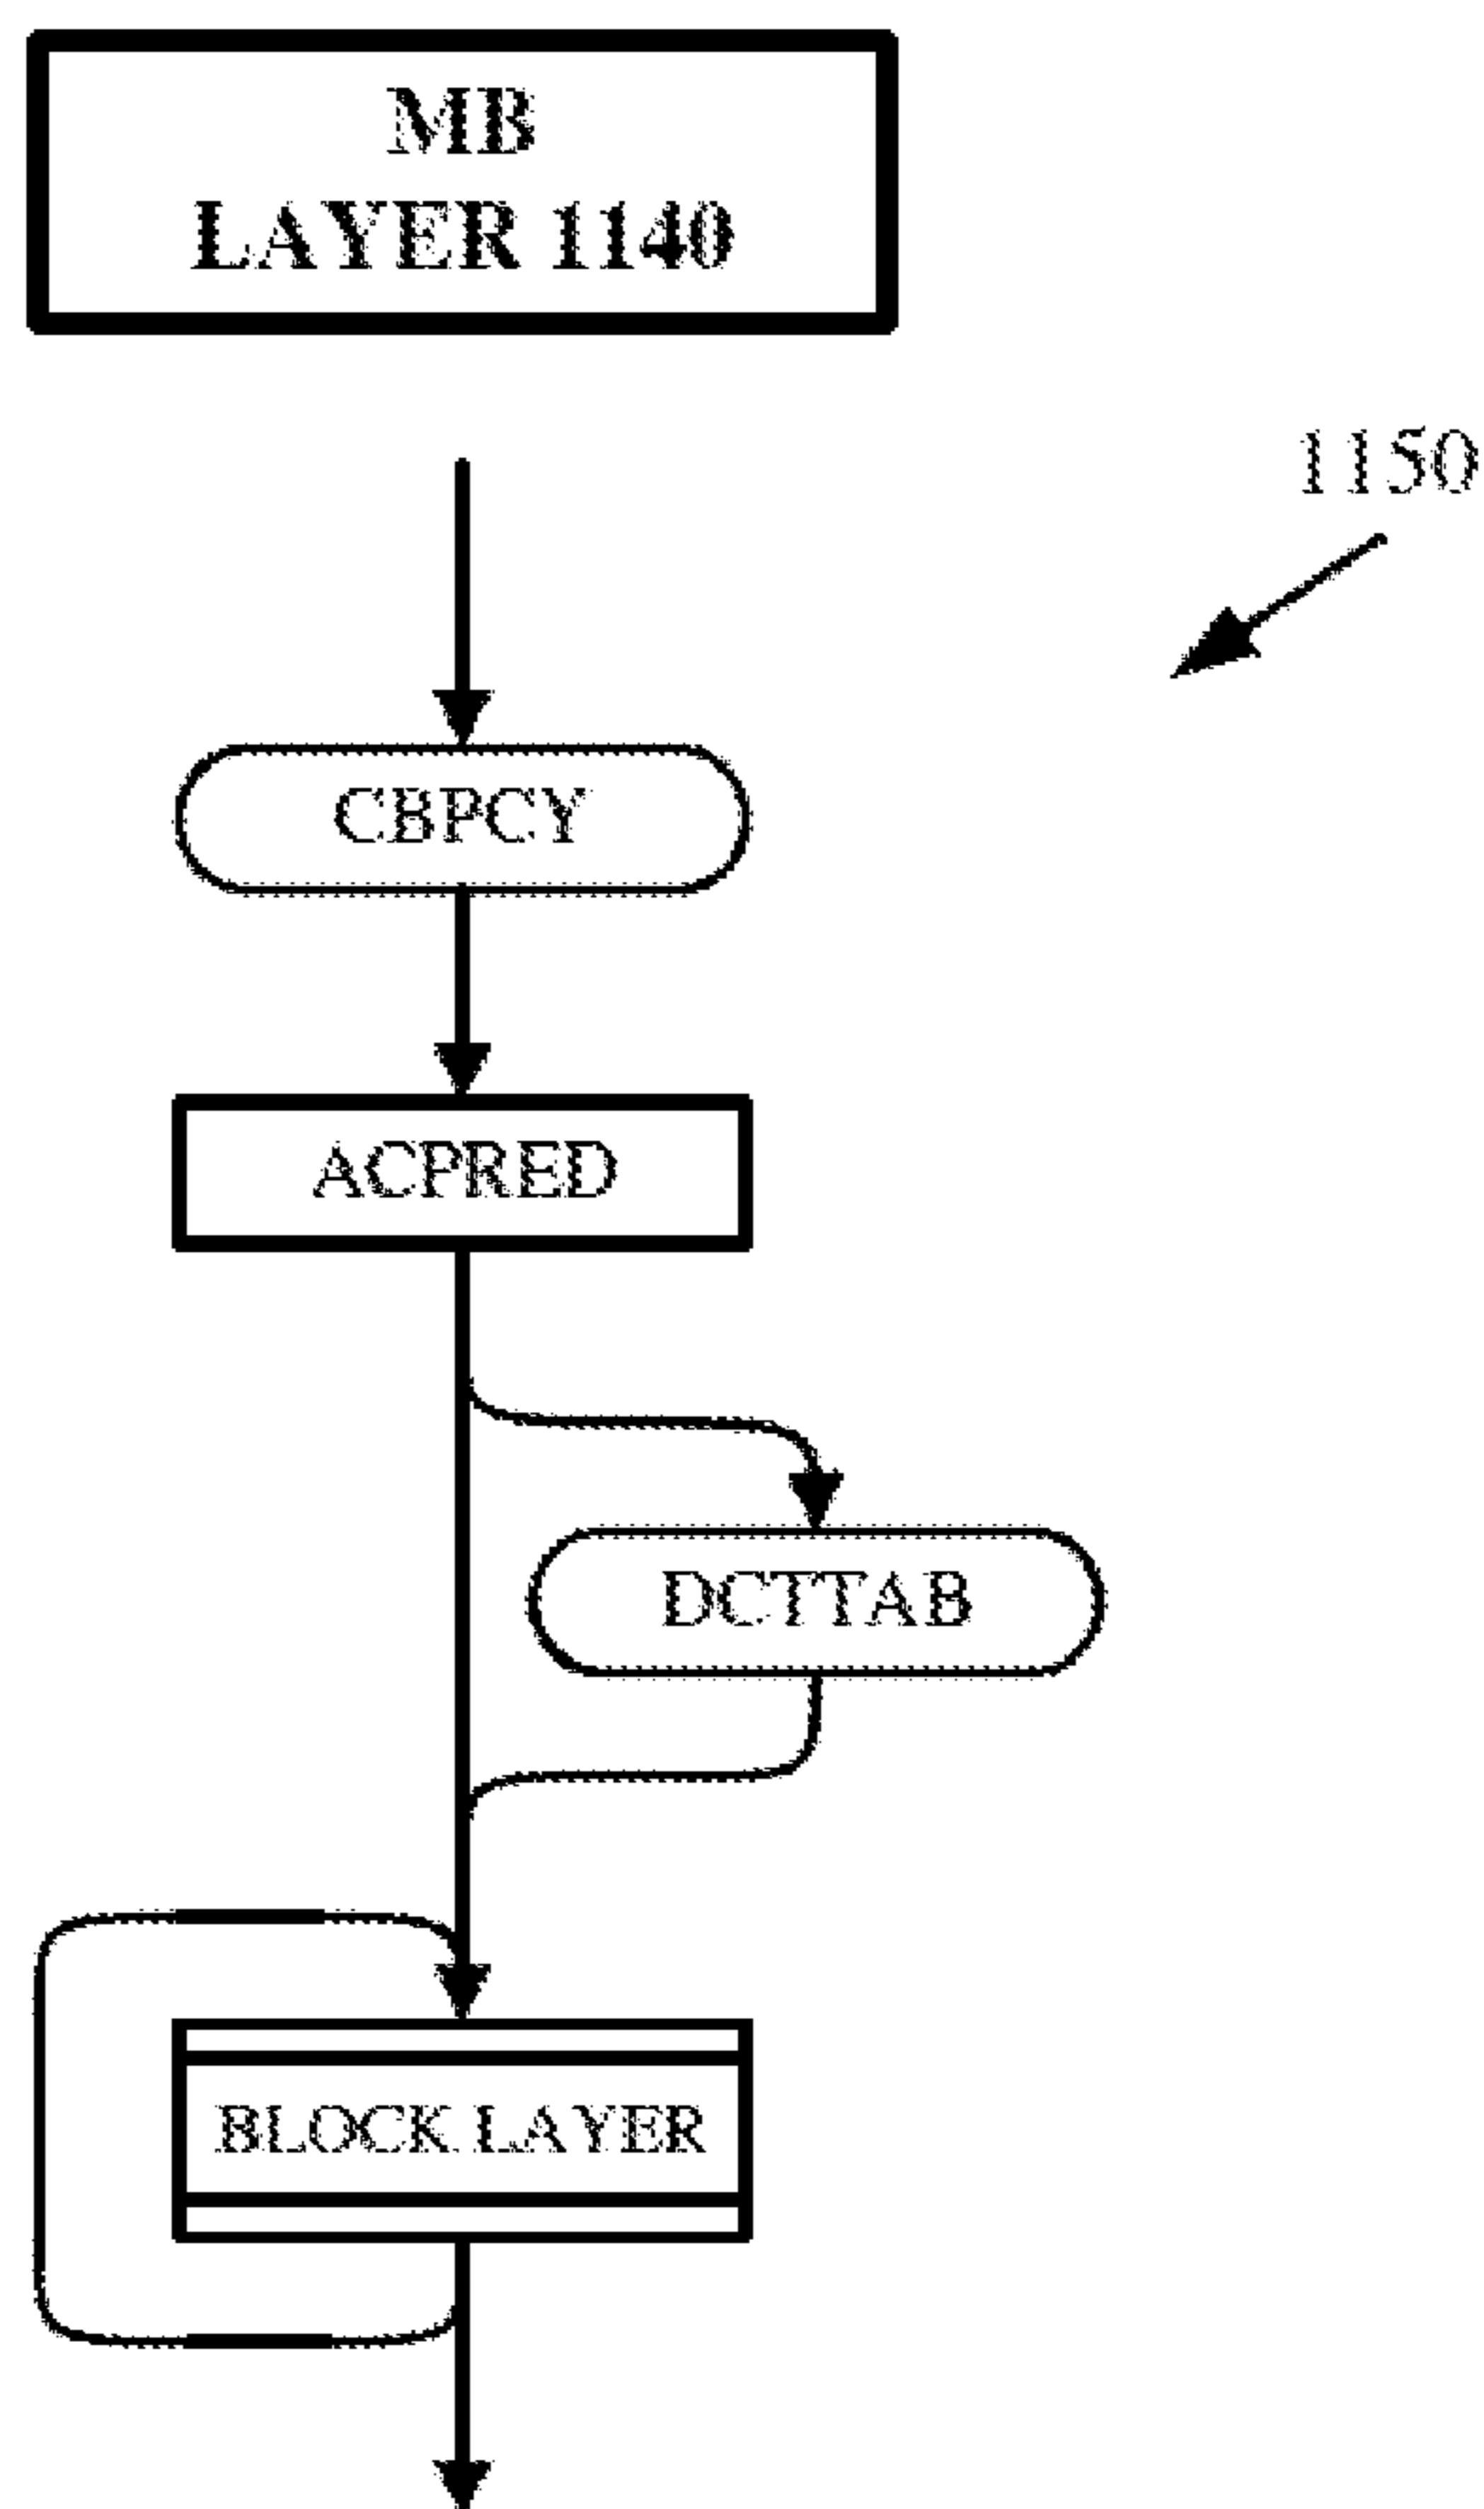 MB
LAYER 1140
1150
CBPCY
ACPRED
DCTTAB
BLOCK LAYER